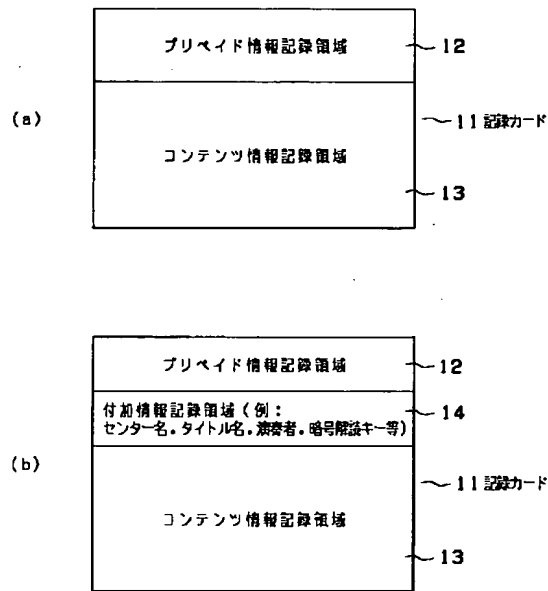 プリペイド情報記録領域 12
(a)
11 記録カード
コンテンツ情報記録領域
13
プリペイド情報記録領域 12
付加情報記録領域(例: 14
センター名・タイトル名・演奏者・暗号解読キー等)
(b)
11 記録カード
コンテンツ情報記録領域
13